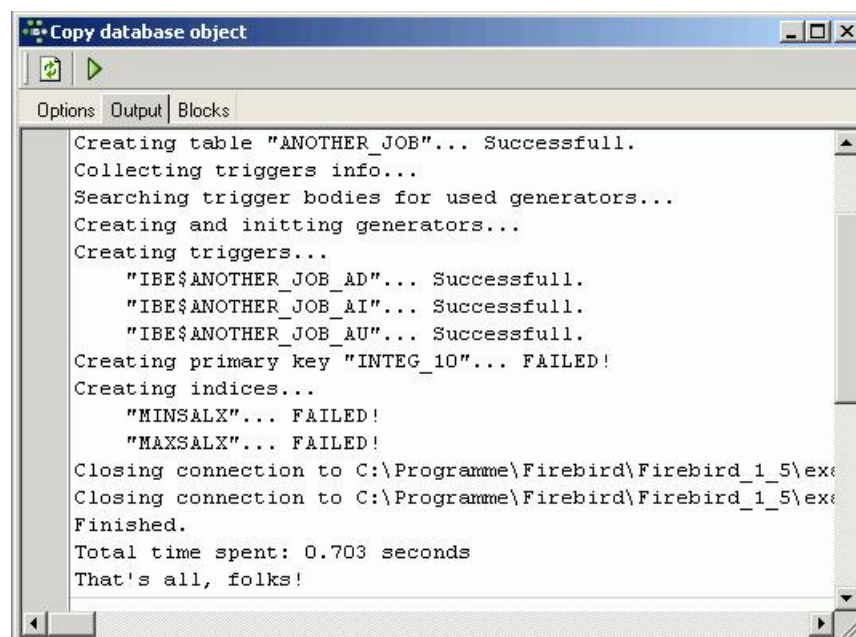 Copy database object
Options Output Blocks
Creating table "ANOTHER_JOB"... Successfull.
Collecting triggers info...
Searching trigger bodies for used generators...
Creating and initting generators...
Creating triggers...
"IBE$ANOTHER_JOB_AD"... Successfull.
"IBE$ANOTHER_JOB_AI"... Successfull.
"IBE$ANOTHER_JOB_AU"... Successfull.
Creating primary key "INTEG_10"... FAILED!
Creating indices...
"MINSALX"... FAILED!
"MAXSALX"... FAILED!
Closing connection to C:\Programme\Firebird\Firebird_1_5\exa
Closing connection to C:\Programme\Firebird\Firebird_1_5\exa
Finished.
Total time spent: 0.703 seconds
That's all, folks!